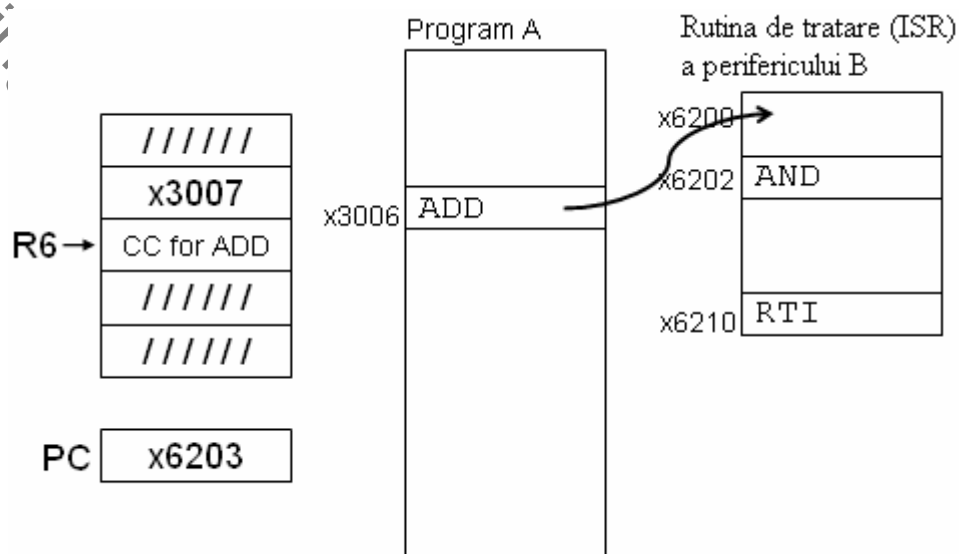 Program A
Rutina de tratare (ISR)
a perifericului B
//////
x3007
R6→ CC for ADD
//////
//////
PC x6203
x3006 ADD
x6200
x6202 AND
x6210 RTI